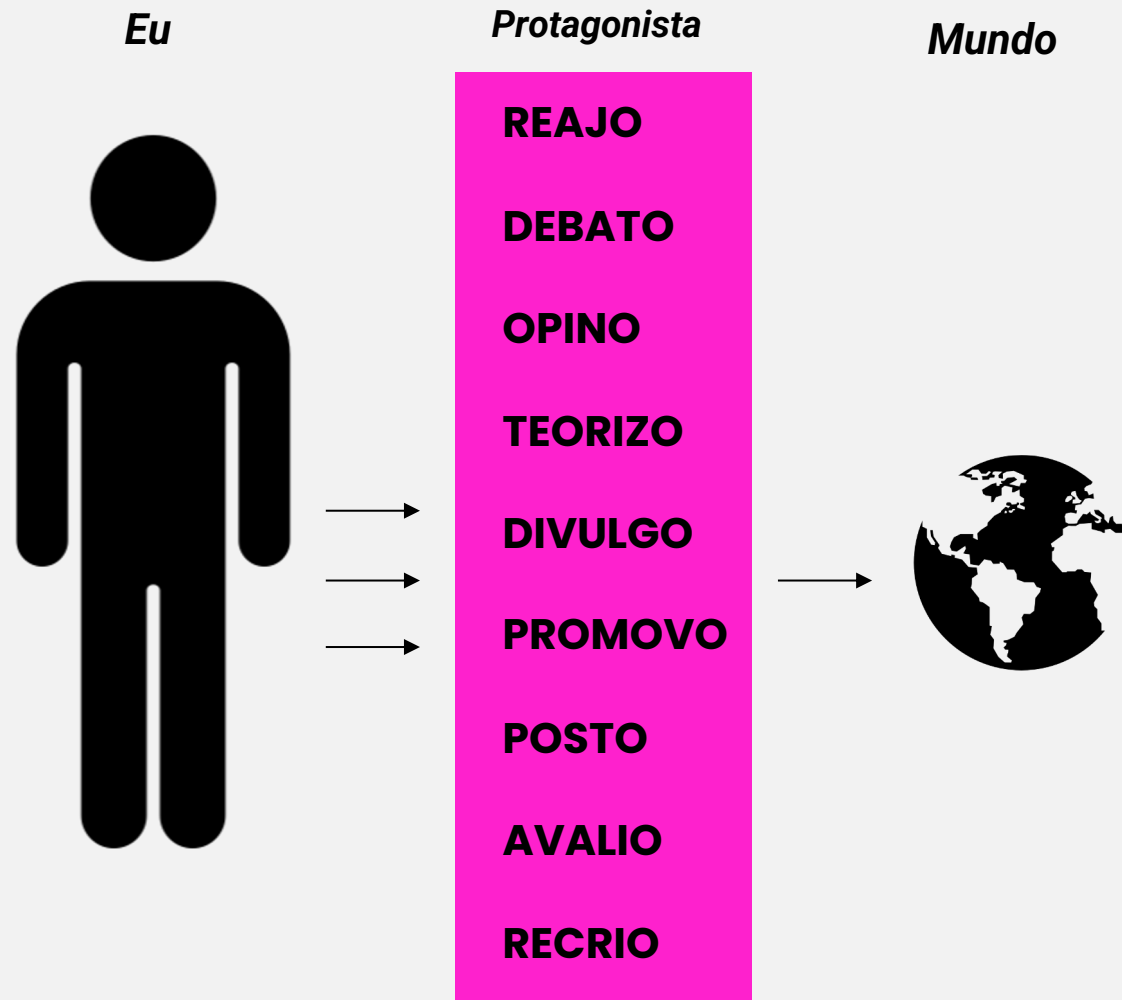 Eu
Protagonista
Mundo
REAJO
DEBATO
OPINO
TEORIZO
DIVULGO
PROMOVO
POSTO
AVALIO
RECRIO